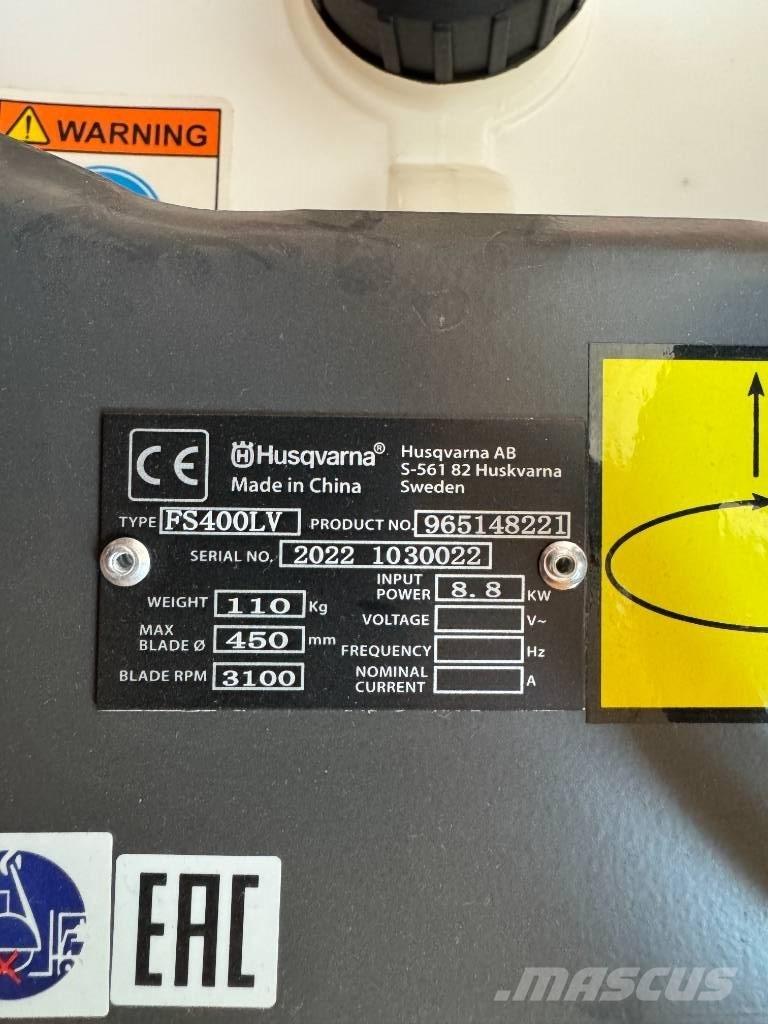 WARNING
CE Husqvarna® Husqvarna AB
S-561 82 Huskvarna
Made in China Sweden
TYPE FS400LV PRODUCT NO. 965148221
SERIAL NO. 2022 1030022
WEIGHT 110 Kg INPUT POWER 8.8 KW
VOLTAGE V~
MAX BLADE Ø 450 mm FREQUENCY Hz
BLADE RPM 3100 NOMINAL CURRENT A
EAC
MASCUS